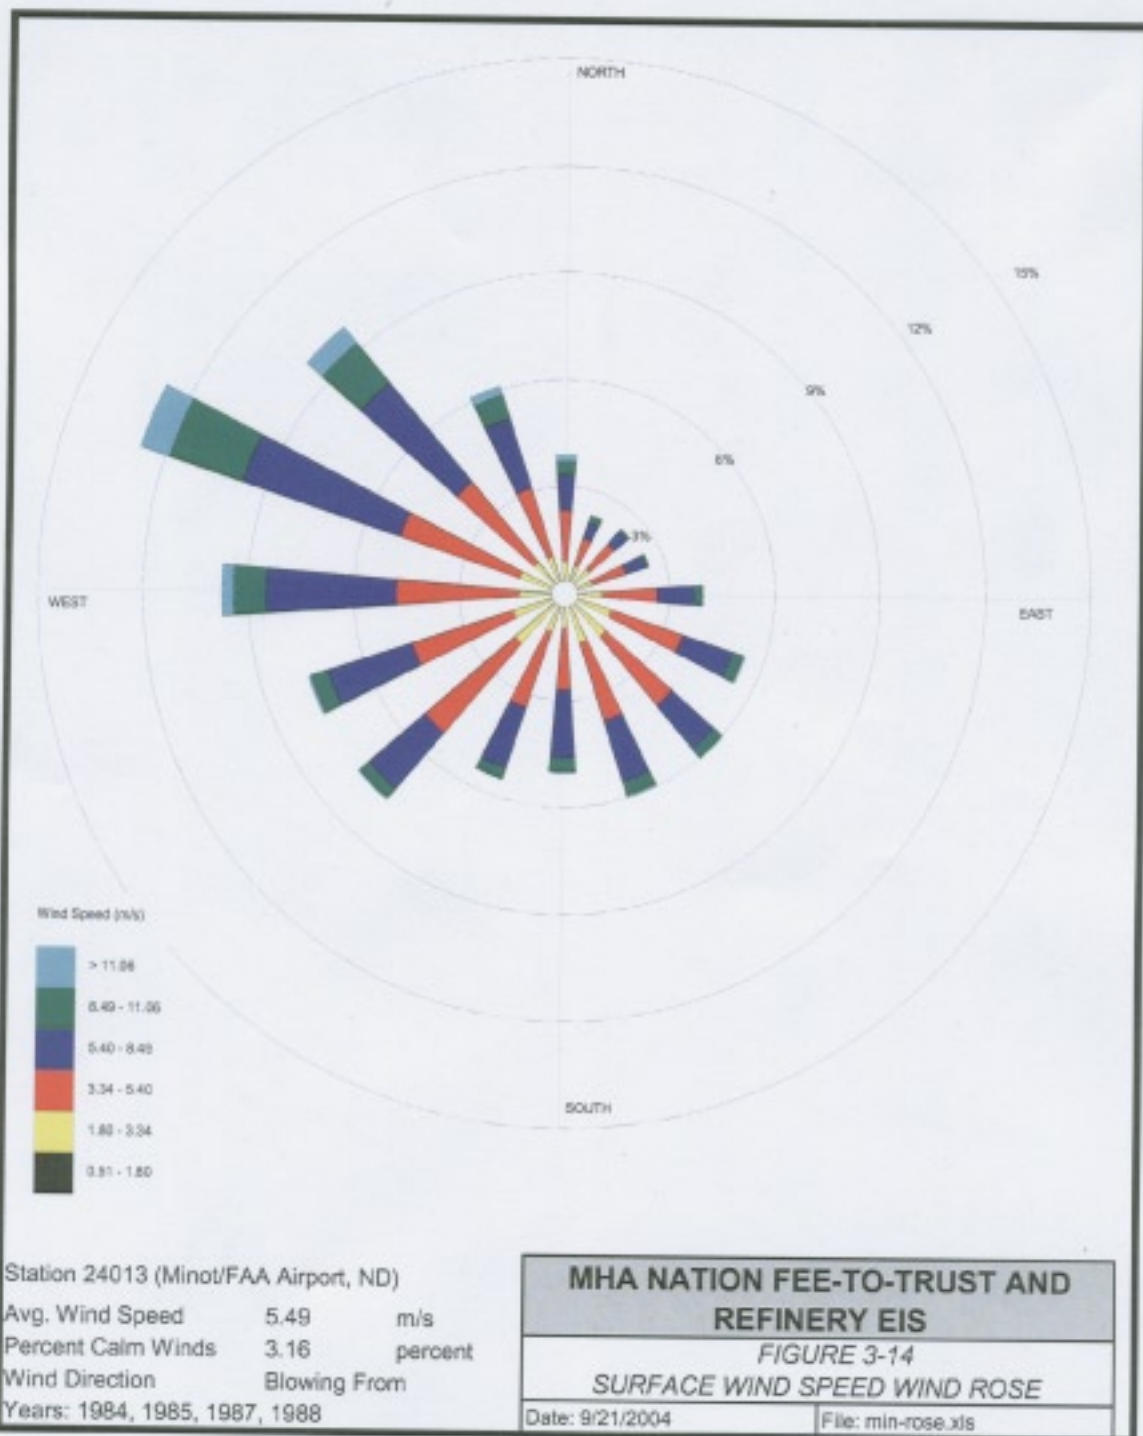 NORTH
15%
12%
9%
6%
3%
WEST
EAST
SOUTH
Wind Speed (m/s)
> 11.06
8.49 - 11.06
5.40 - 8.49
3.34 - 5.40
1.80 - 3.34
0.91 - 1.80
Station 24013 (Minot/FAA Airport, ND)
Avg. Wind Speed 5.49 m/s
Percent Calm Winds 3.16 percent
Wind Direction Blowing From
Years: 1984, 1985, 1987, 1988
MHA NATION FEE-TO-TRUST AND
REFINERY EIS
FIGURE 3-14
SURFACE WIND SPEED WIND ROSE
Date: 9/21/2004 File: min-rose.xls